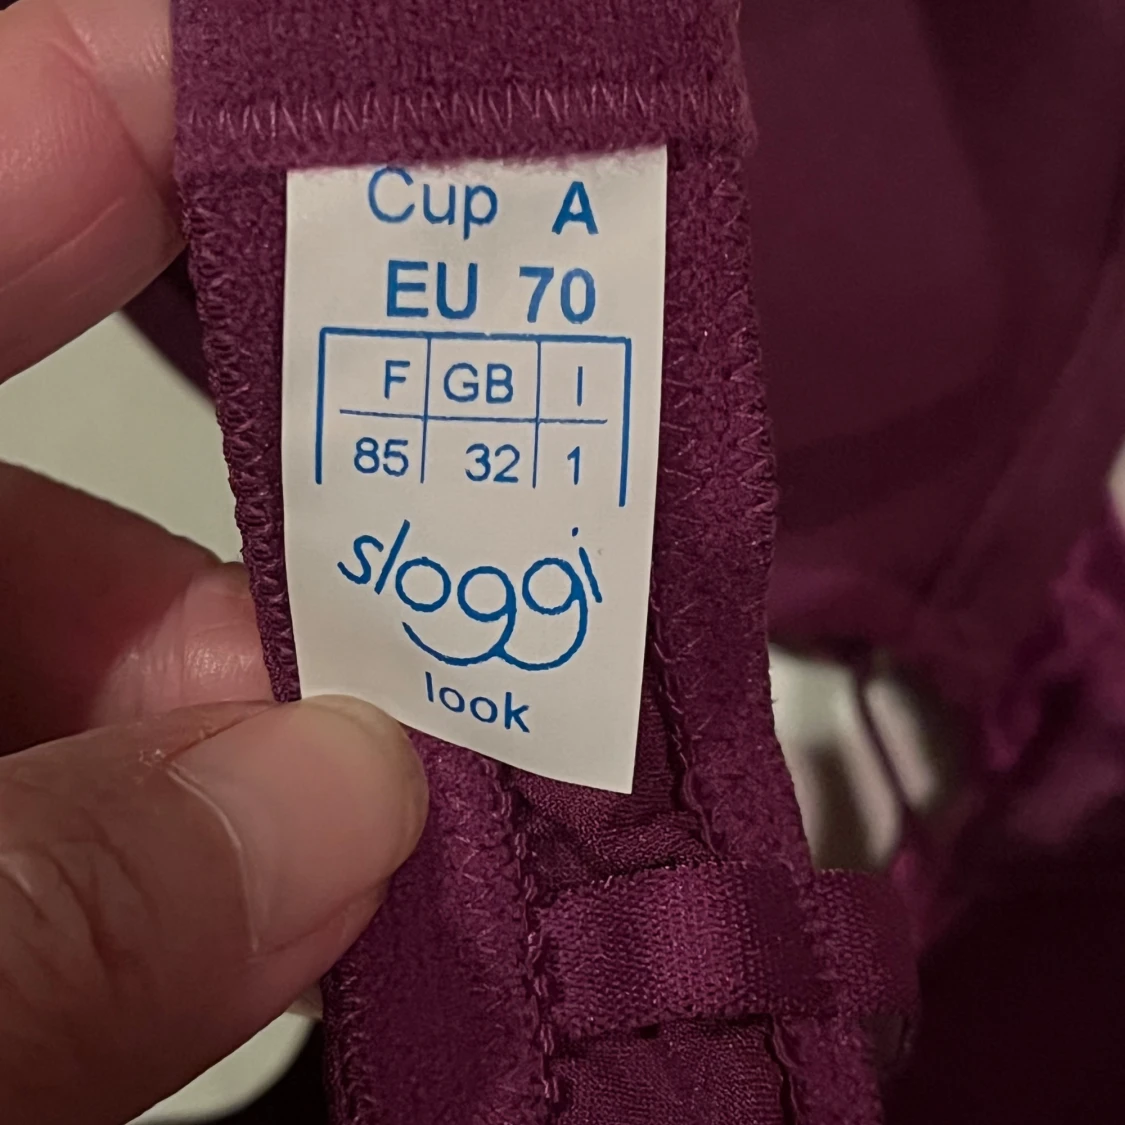 Cup A
EU 70
F GB I
85 32 1
sloggi
look